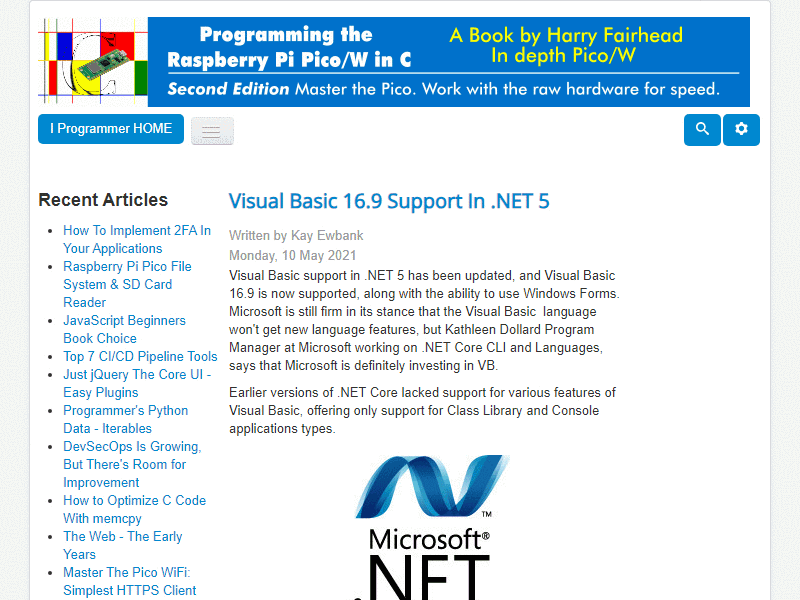 Programming the
Raspberry Pi Pico/W in C
A Book by Harry Fairhead
In depth Pico/W
Second Edition Master the Pico. Work with the raw hardware for speed.
I Programmer HOME
Recent Articles
How To Implement 2FA In
Your Applications
Raspberry Pi Pico File
System & SD Card
Reader
JavaScript Beginners
Book Choice
Top 7 CI/CD Pipeline Tools
Just jQuery The Core UI -
Easy Plugins
Programmer's Python
Data - Iterables
DevSecOps Is Growing,
But There's Room for
Improvement
How to Optimize C Code
With memcpy
The Web - The Early
Years
Master The Pico WiFi:
Simplest HTTPS Client
Visual Basic 16.9 Support In .NET 5
Written by Kay Ewbank
Monday, 10 May 2021
Visual Basic support in .NET 5 has been updated, and Visual Basic
16.9 is now supported, along with the ability to use Windows Forms.
Microsoft is still firm in its stance that the Visual Basic language
won't get new language features, but Kathleen Dollard Program
Manager at Microsoft working on .NET Core CLI and Languages,
says that Microsoft is definitely investing in VB.
Earlier versions of .NET Core lacked support for various features of
Visual Basic, offering only support for Class Library and Console
applications types.
TM
Microsoft®
.NET